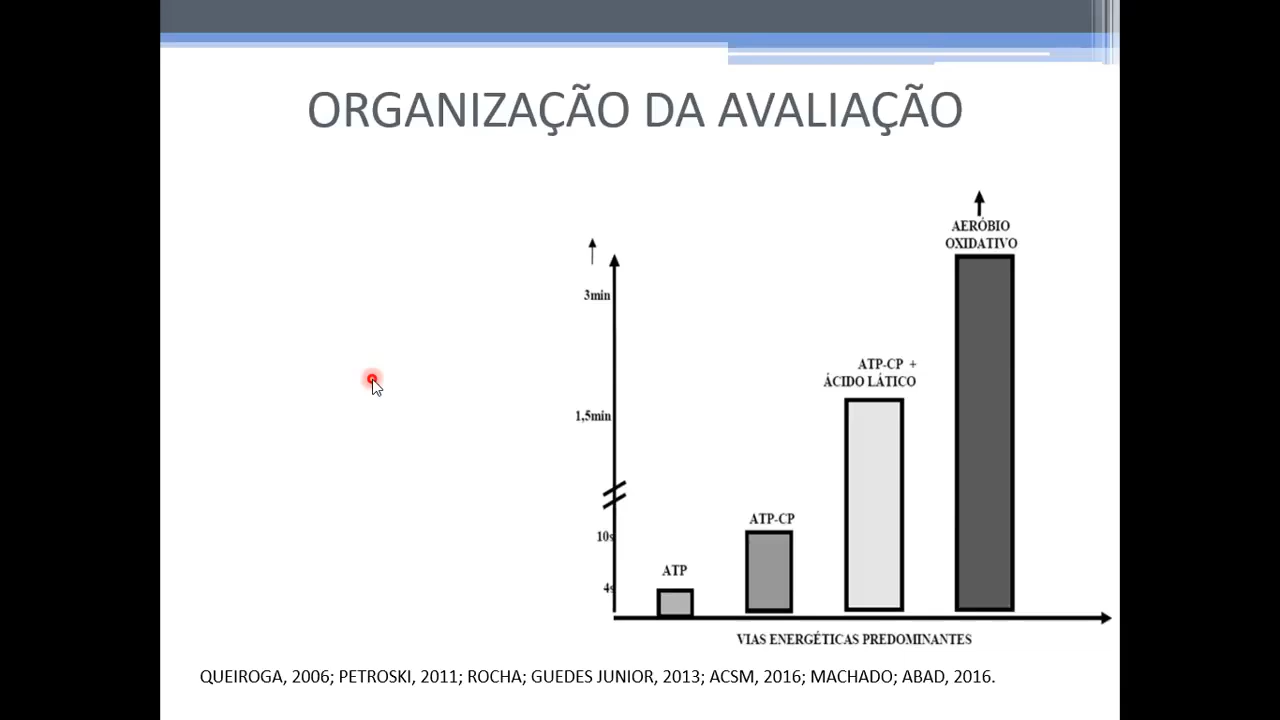 ORGANIZAÇÃO DA AVALIAÇÃO
AERÓBIO
OXIDATIVO
3min
ATP-CP +
ÁCIDO LÁTICO
1,5min
ATP-CP
10s
ATP
4s
VIAS ENERGÉTICAS PREDOMINANTES
QUEIROGA, 2006; PETROSKI, 2011; ROCHA; GUEDES JUNIOR, 2013; ACSM, 2016; MACHADO; ABAD, 2016.